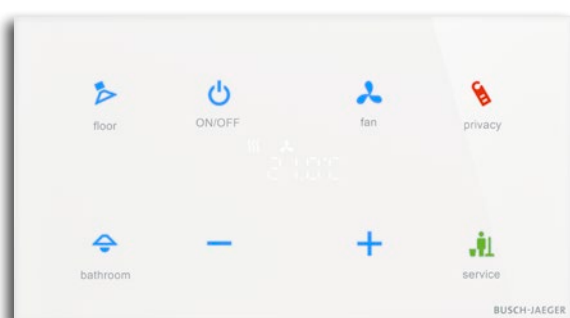 floor
ON/OFF
fan
privacy
21.0°C
bathroom
service
BUSCH-JAEGER